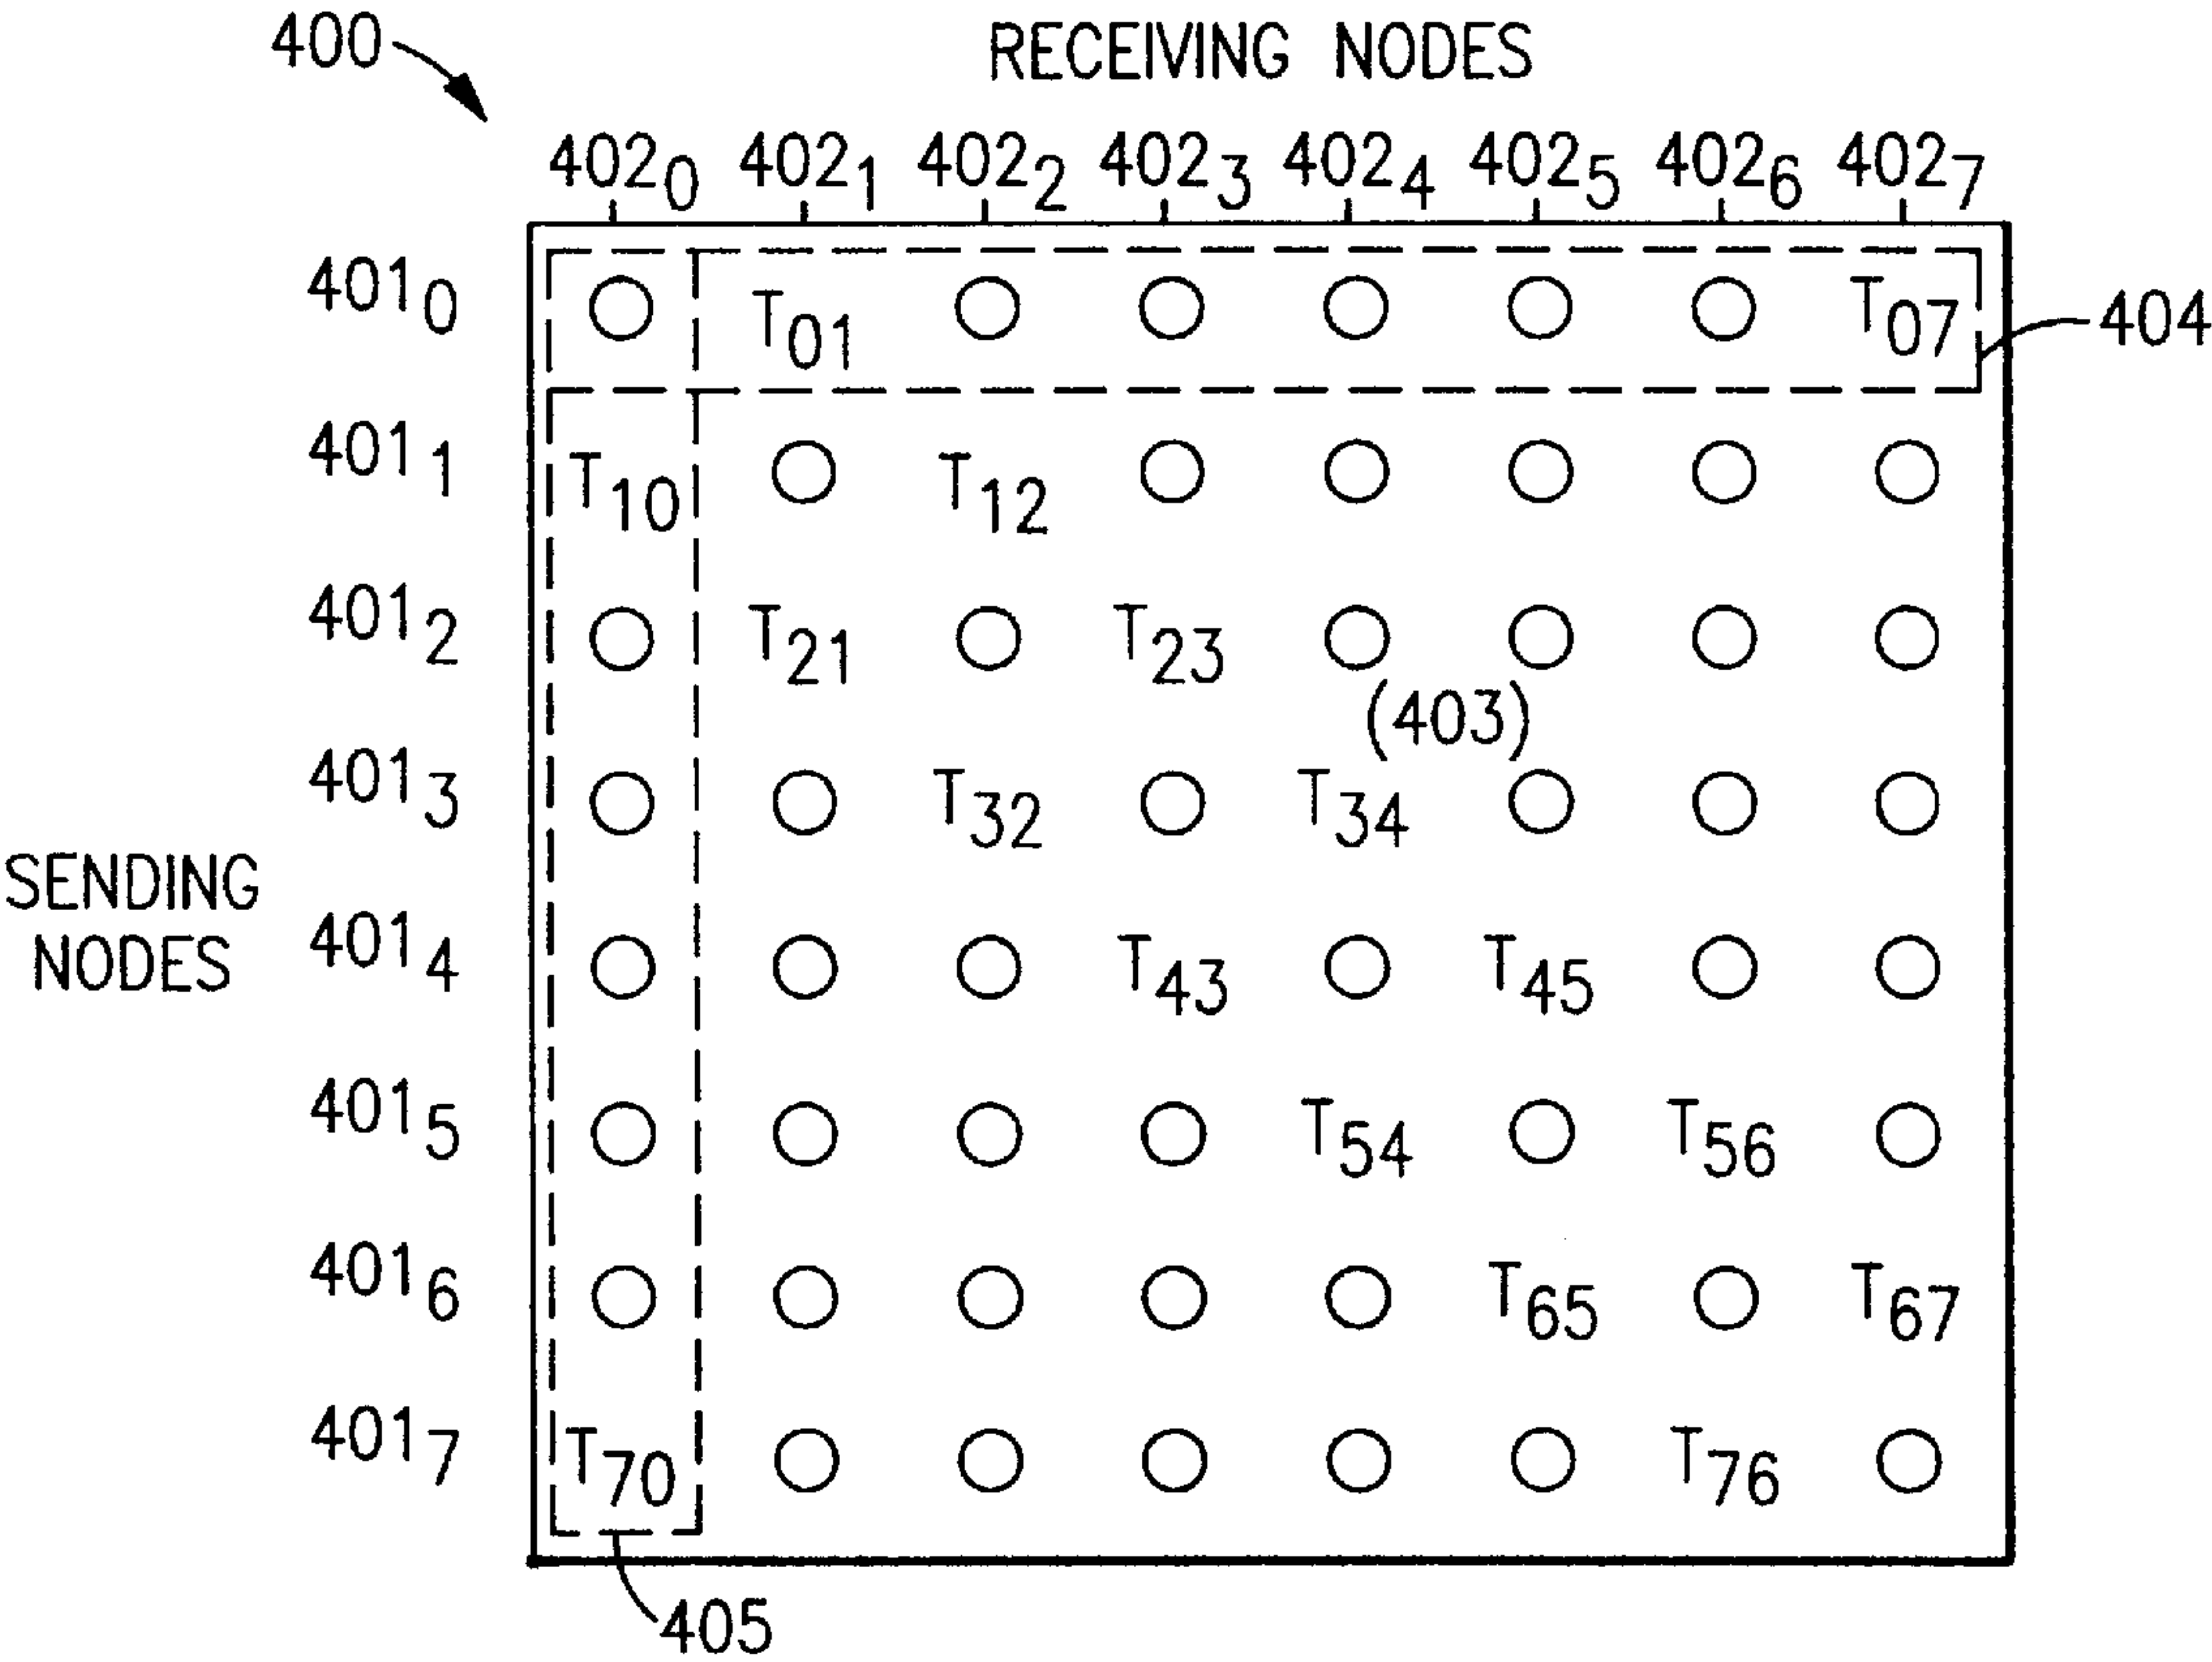 400
RECEIVING NODES
402₀ 402₁ 402₂ 402₃ 402₄ 402₅ 402₆ 402₇
401₀ O T₀₁ O O O O O T₀₇
404
401₁ T₁₀ O T₁₂ O O O O O
401₂ O T₂₁ O T₂₃ O O O O
(403)
401₃ O O T₃₂ O T₃₄ O O O
SENDING
NODES
401₄ O O O T₄₃ O T₄₅ O O
401₅ O O O O T₅₄ O T₅₆ O
401₆ O O O O O T₆₅ O T₆₇
401₇ T₇₀ O O O O O T₇₆ O
405